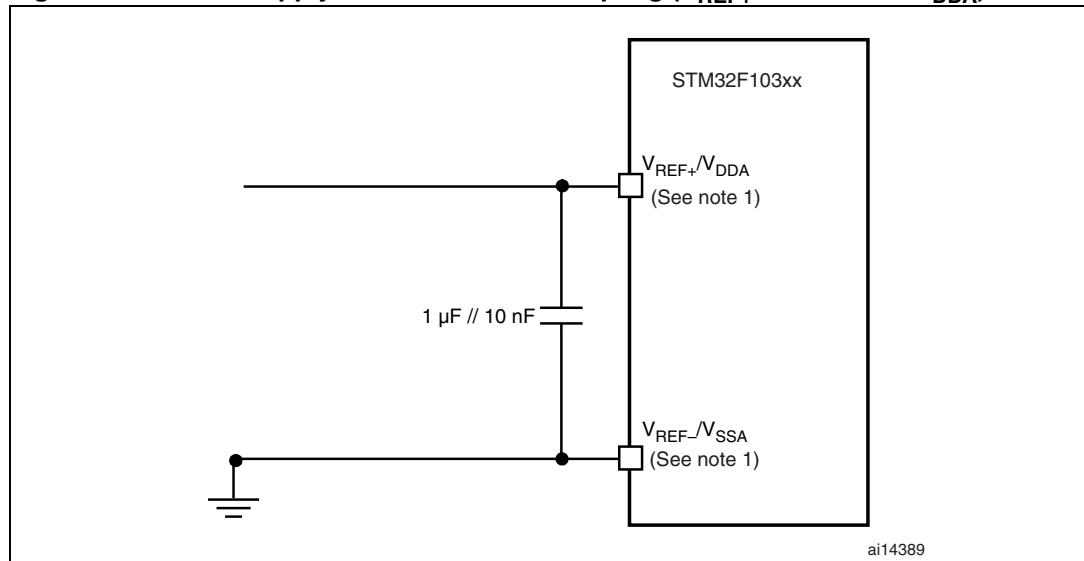 STM32F103xx
VREF+/VDDA
(See note 1)
1 µF // 10 nF
VREF–/VSSA
(See note 1)
ai14389